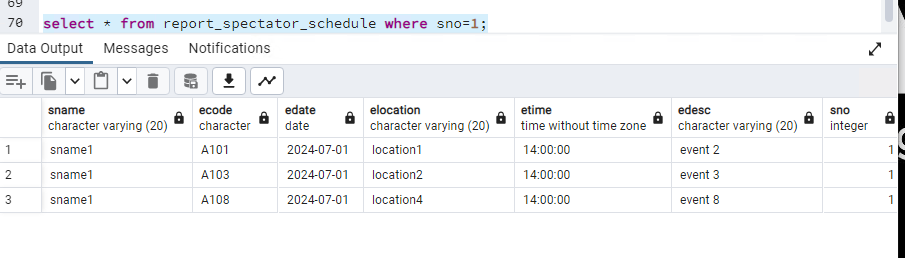 69
70 select * from report_spectator_schedule where sno=1;
Data Output Messages Notifications
sname ecode edate elocation etime edesc sno
character varying (20) character date character varying (20) time without time zone character varying (20) integer
1 sname1 A101 2024-07-01 location1 14:00:00 event 2 1
2 sname1 A103 2024-07-01 location2 14:00:00 event 3 1
3 sname1 A108 2024-07-01 location4 14:00:00 event 8 1